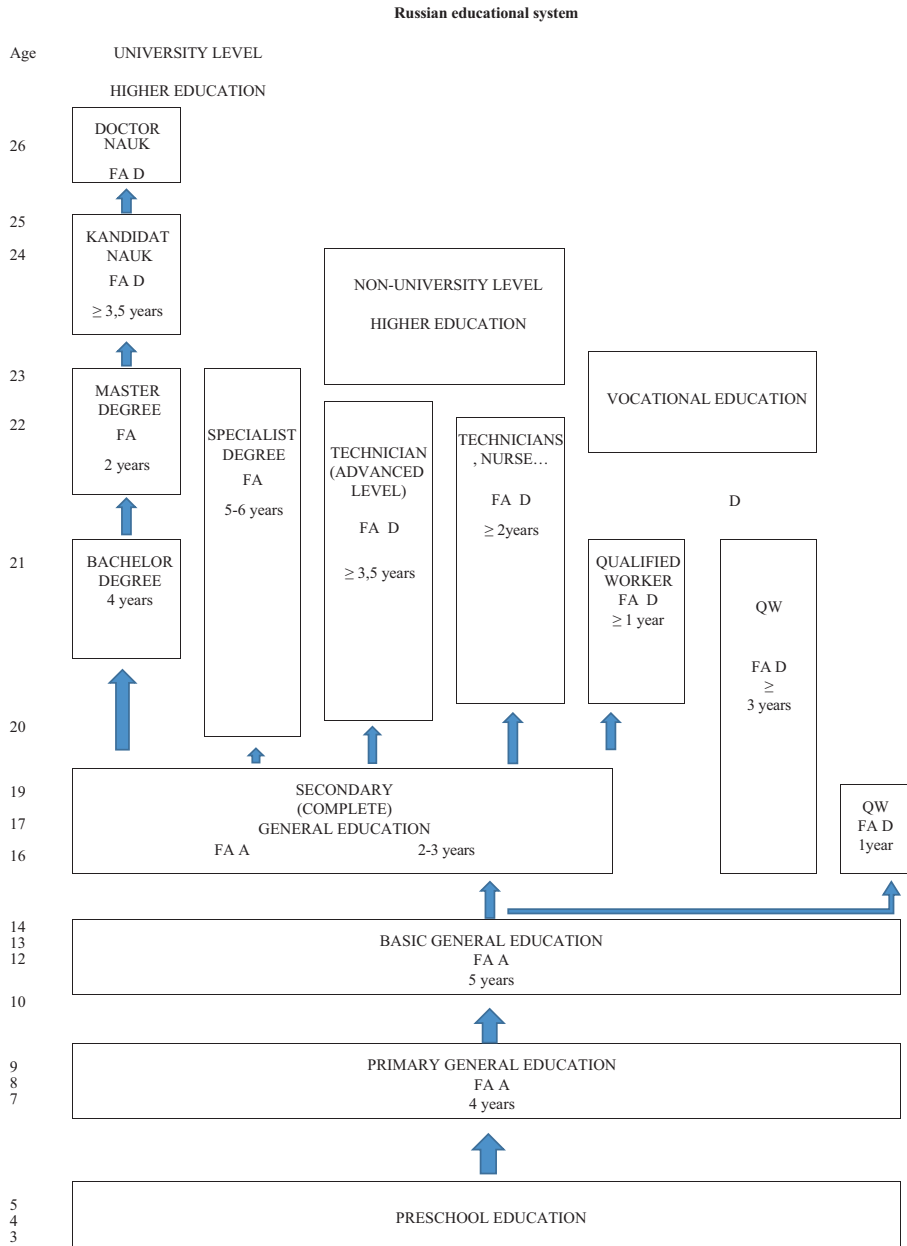 Russian educational system
Age
UNIVERSITY LEVEL
HIGHER EDUCATION
26
DOCTOR
NAUK
FA D
25
24
KANDIDAT
NAUK
FA D
≥ 3,5 years
NON-UNIVERSITY LEVEL
HIGHER EDUCATION
23
22
MASTER
DEGREE
FA
2 years
SPECIALIST
DEGREE
FA
5-6 years
TECHNICIAN
(ADVANCED
LEVEL)
FA D
≥ 3,5 years
TECHNICIANS
, NURSE…
FA D
≥ 2years
VOCATIONAL EDUCATION
D
21
BACHELOR
DEGREE
4 years
QUALIFIED
WORKER
FA D
≥ 1 year
QW
FA D
≥
3 years
20
19
17
16
SECONDARY
(COMPLETE)
GENERAL EDUCATION
FA A 2-3 years
QW
FA D
1year
14
13
12
10
BASIC GENERAL EDUCATION
FA A
5 years
9
8
7
PRIMARY GENERAL EDUCATION
FA A
4 years
5
4
3
PRESCHOOL EDUCATION